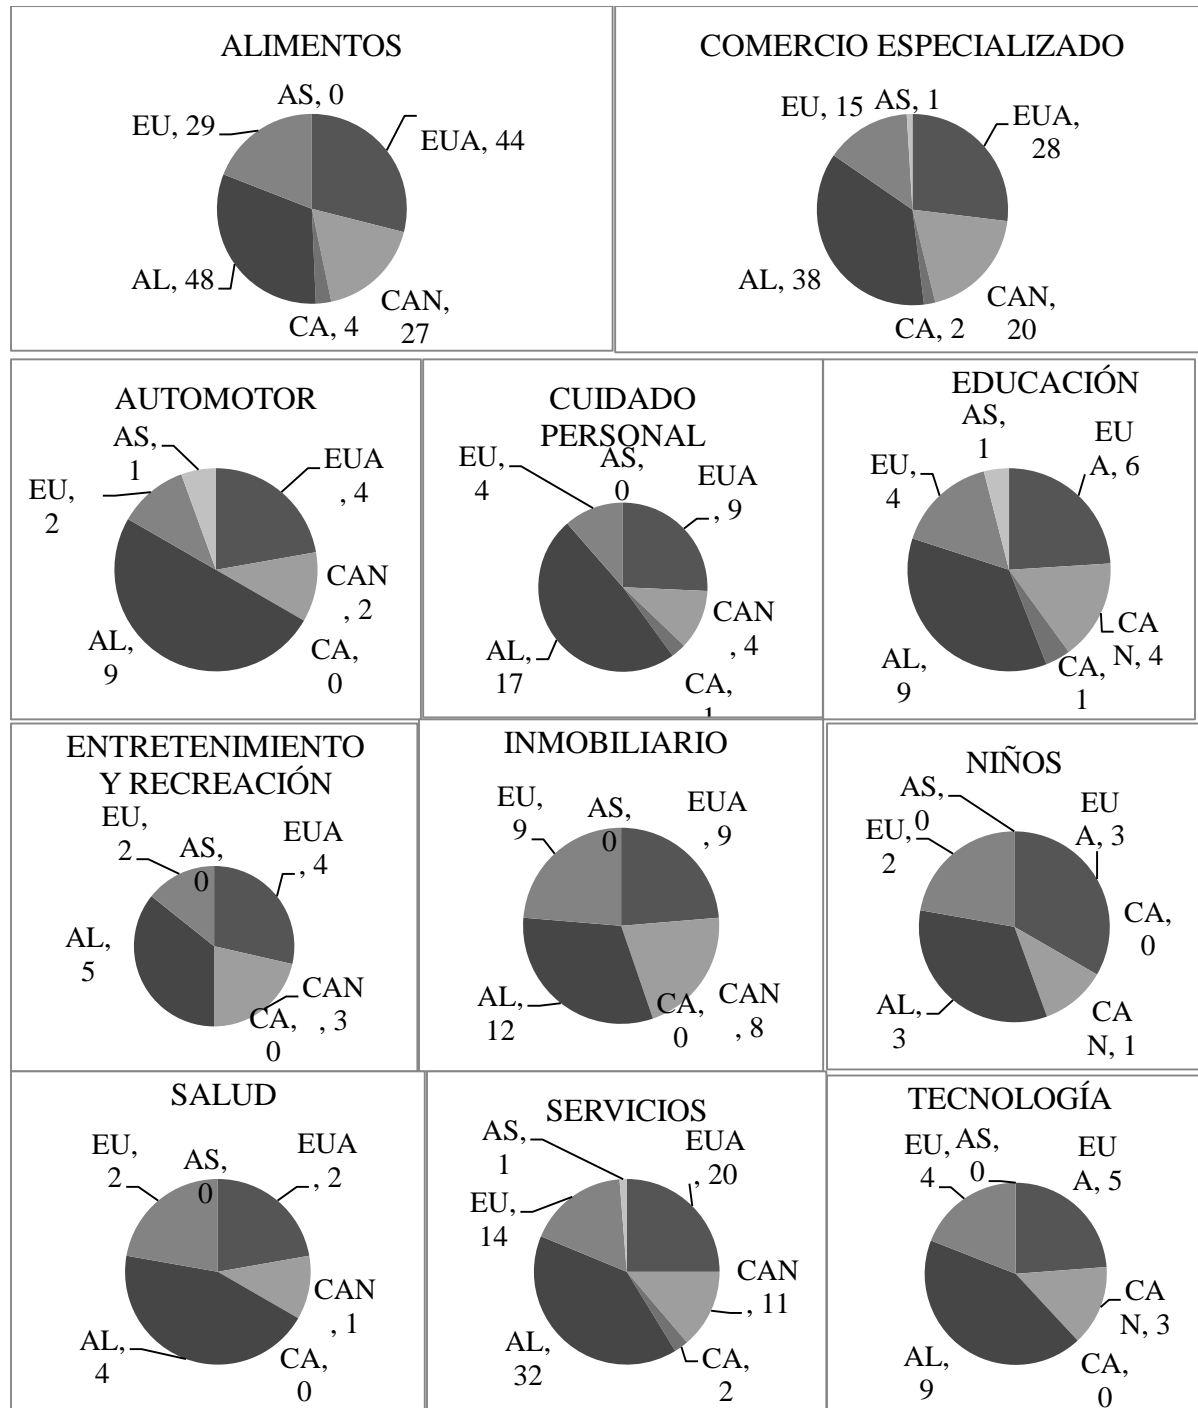 ALIMENTOS
AS, 0
EU, 29
EUA, 44
AL, 48
CA, 4
CAN,
27
COMERCIO ESPECIALIZADO
EU, 15
AS, 1
EUA,
28
AL, 38
CA, 2
CAN,
20
AUTOMOTOR
AS,
1
EUA
, 4
EU,
2
CAN
, 2
AL,
9
CA,
0
CUIDADO
PERSONAL
EU,
4
AS,
0
EUA
, 9
CAN
, 4
AL,
17
CA,
1
EDUCACIÓN
AS,
1
EU
A, 6
EU,
4
CA
N, 4
AL,
9
CA,
1
ENTRETENIMIENTO
Y RECREACIÓN
EU,
2
AS,
0
EUA
, 4
AL,
5
CAN
, 3
CA,
0
INMOBILIARIO
EU,
9
AS,
0
EUA
, 9
AL,
12
CA,
0
CAN
, 8
NIÑOS
AS,
0
EU
A, 3
EU,
2
CA,
0
AL,
3
CA
N, 1
SALUD
EU,
2
AS,
0
EUA
, 2
CAN
, 1
AL,
4
CA,
0
SERVICIOS
AS,
1
EUA
, 20
EU,
14
CAN
, 11
AL,
32
CA,
2
TECNOLOGÍA
EU,
4
AS,
0
EU
A, 5
CA
N, 3
AL,
9
CA,
0